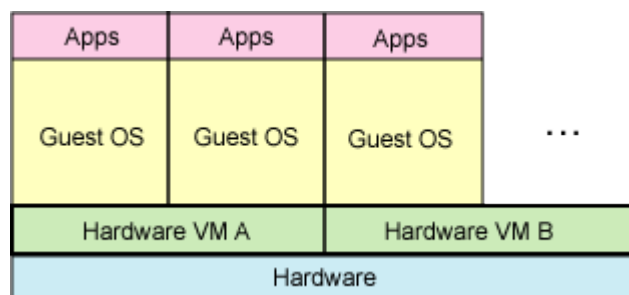 Apps Apps Apps
Guest OS Guest OS Guest OS ...
Hardware VM A Hardware VM B
Hardware